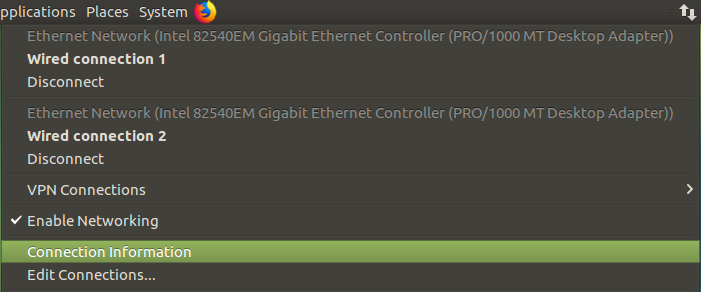 pplications Places System
Ethernet Network (Intel 82540EM Gigabit Ethernet Controller (PRO/1000 MT Desktop Adapter))
Wired connection 1
Disconnect
Ethernet Network (Intel 82540EM Gigabit Ethernet Controller (PRO/1000 MT Desktop Adapter))
Wired connection 2
Disconnect
VPN Connections
Enable Networking
Connection Information
Edit Connections...